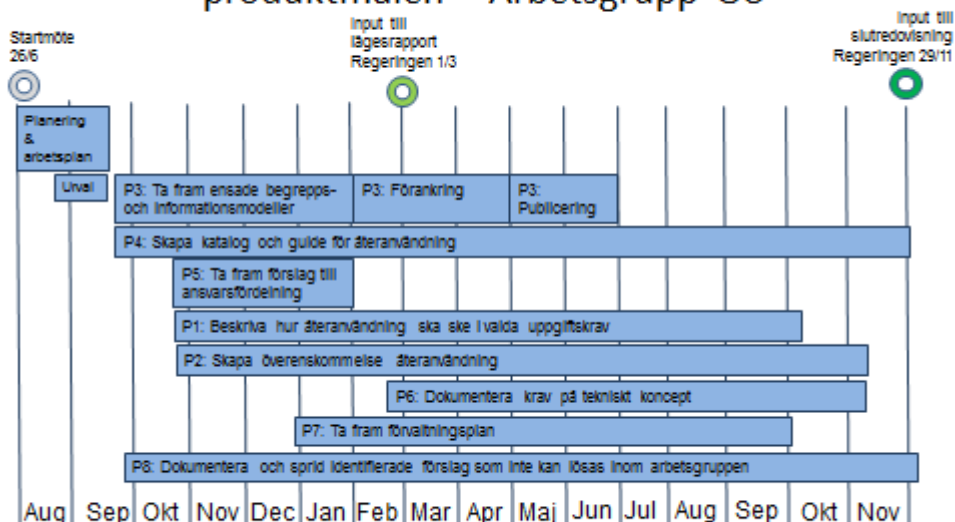 produktmålen – Arbetsgrupp
Startmöte
26/6
Input till
lägesrapport
Regeringen 1/3
Input till
slutredovisning
Regeringen 29/11
Planering
&
arbetsplan
Urval
P3: Ta fram ensade begrepps-
och informationsmodeller
P3: Förankring
P3:
Publicering
P4: Skapa katalog och guide för återanvändning
P5: Ta fram förslag till
ansvarsfördelning
P1: Beskriva hur återanvändning ska ske i valda uppgiftskrav
P2: Skapa överenskommelse återanvändning
P6: Dokumentera krav på tekniskt koncept
P7: Ta fram förvaltningsplan
P8: Dokumentera och sprid identifierade förslag som inte kan lösas inom arbetsgruppen
Aug Sep Okt Nov Dec Jan Feb Mar Apr Maj Jun Jul Aug Sep Okt Nov